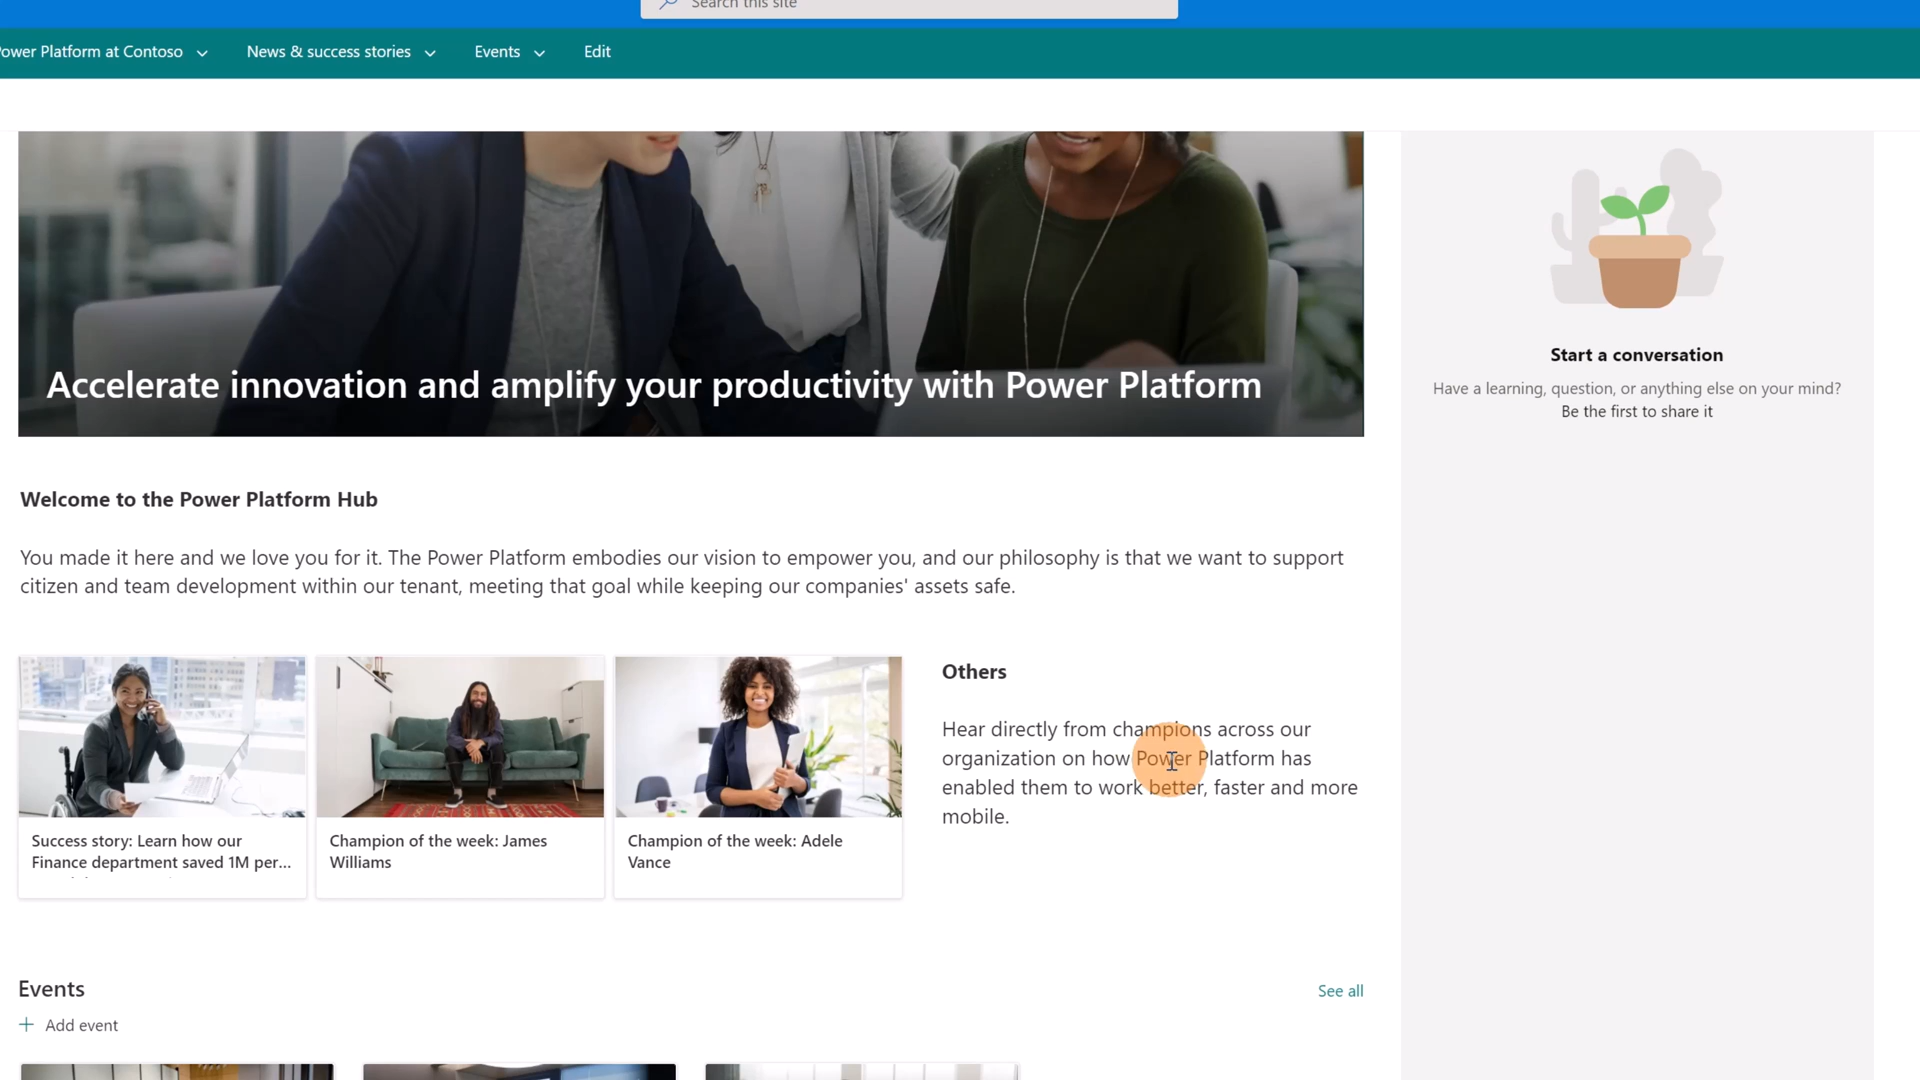 Search this site
ower Platform at Contoso
News & success stories
Events
Edit
Accelerate innovation and amplify your productivity with Power Platform
Start a conversation
Have a learning, question, or anything else on your mind?
Be the first to share it
Welcome to the Power Platform Hub
You made it here and we love you for it. The Power Platform embodies our vision to empower you, and our philosophy is that we want to support
citizen and team development within our tenant, meeting that goal while keeping our companies' assets safe.
Success story: Learn how our
Finance department saved 1M per...
Champion of the week: James
Williams
Champion of the week: Adele
Vance
Others
Hear directly from champions across our
organization on how Power Platform has
enabled them to work better, faster and more
mobile.
Events
See all
Add event